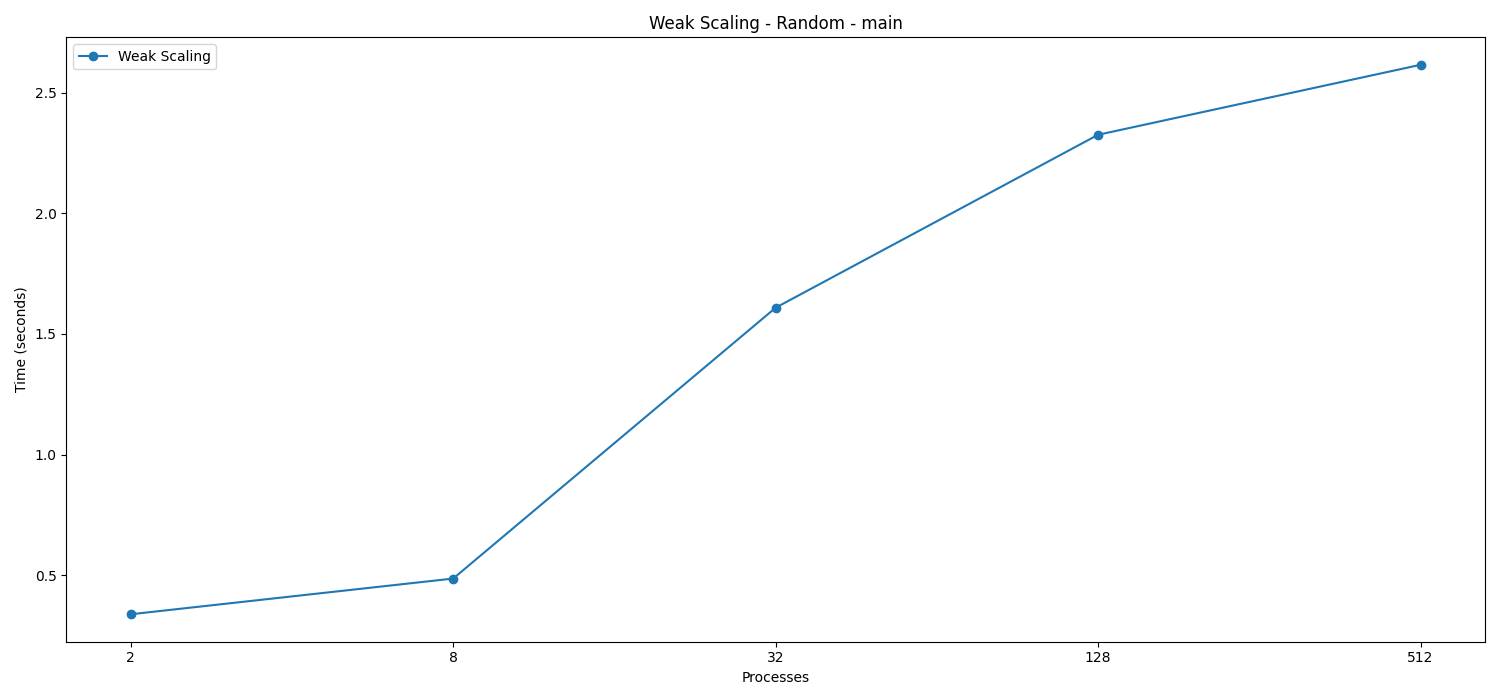 Weak Scaling - Random - main
Weak Scaling
2.5
2.0
1.5
1.0
0.5
Time (seconds)
2 8 32 128 512
Processes